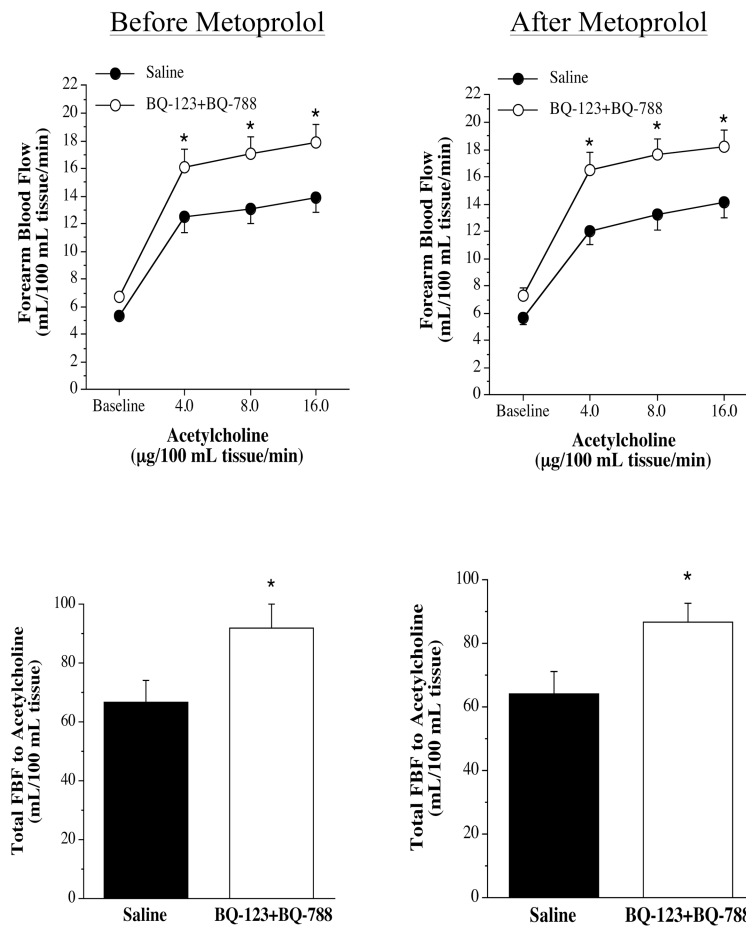 Before Metoprolol
Saline
BQ-123+BQ-788
22
20
18
16
14
12
10
8
6
4
2
0
* * *
Forearm Blood Flow
(mL/100 mL tissue/min)
Baseline 4.0 8.0 16.0
Acetylcholine
(µg/100 mL tissue/min)
After Metoprolol
Saline
BQ-123+BQ-788
22
20
18
16
14
12
10
8
6
4
2
0
* * *
Forearm Blood Flow
(mL/100 mL tissue/min)
Baseline 4.0 8.0 16.0
Acetylcholine
(µg/100 mL tissue/min)
100
80
60
40
20
0
*
Total FBF to Acetylcholine
(mL/100 mL tissue)
Saline BQ-123+BQ-788
100
80
60
40
20
0
*
Total FBF to Acetylcholine
(mL/100 mL tissue)
Saline BQ-123+BQ-788